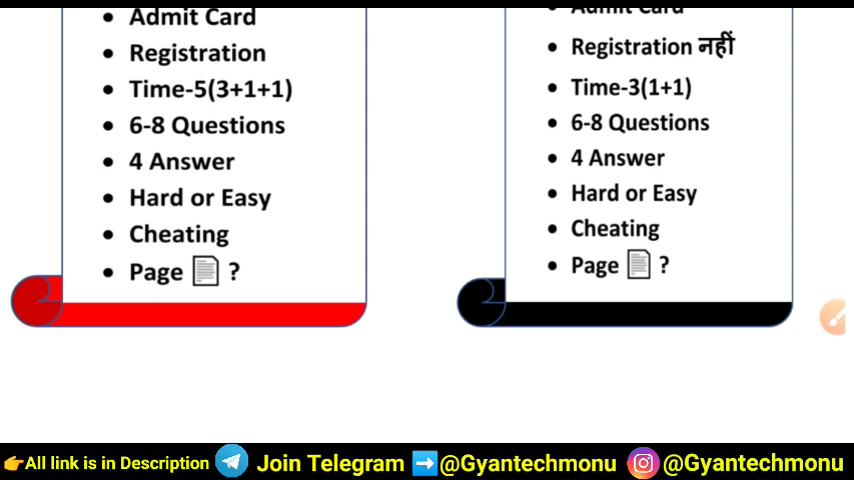 Admit Card
Registration
Time-5(3+1+1)
6-8 Questions
4 Answer
Hard or Easy
Cheating
Page ?
Admit Card
Registration नहीं
Time-3(1+1)
6-8 Questions
4 Answer
Hard or Easy
Cheating
Page ?
All link is in Description Join Telegram @Gyantechmonu @Gyantechmonu